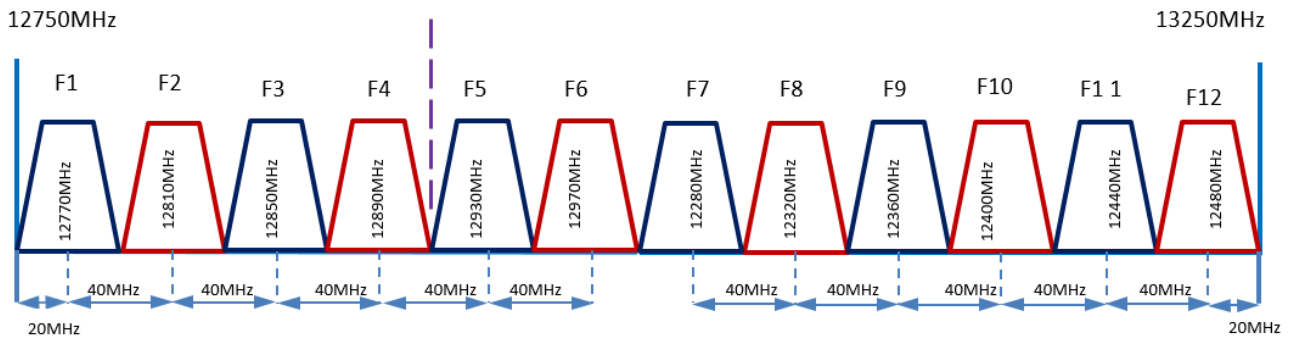 12750MHz 13250MHz
F1 F2 F3 F4 F5 F6 F7 F8 F9 F10 F1 1 F12
12770MHz
12810MHz
12850MHz
12890MHz
12930MHz
12970MHz
12280MHz
12320MHz
12360MHz
12400MHz
12440MHz
12480MHz
40MHz 40MHz 40MHz 40MHz 40MHz 40MHz 40MHz 40MHz 40MHz 40MHz
20MHz 20MHz